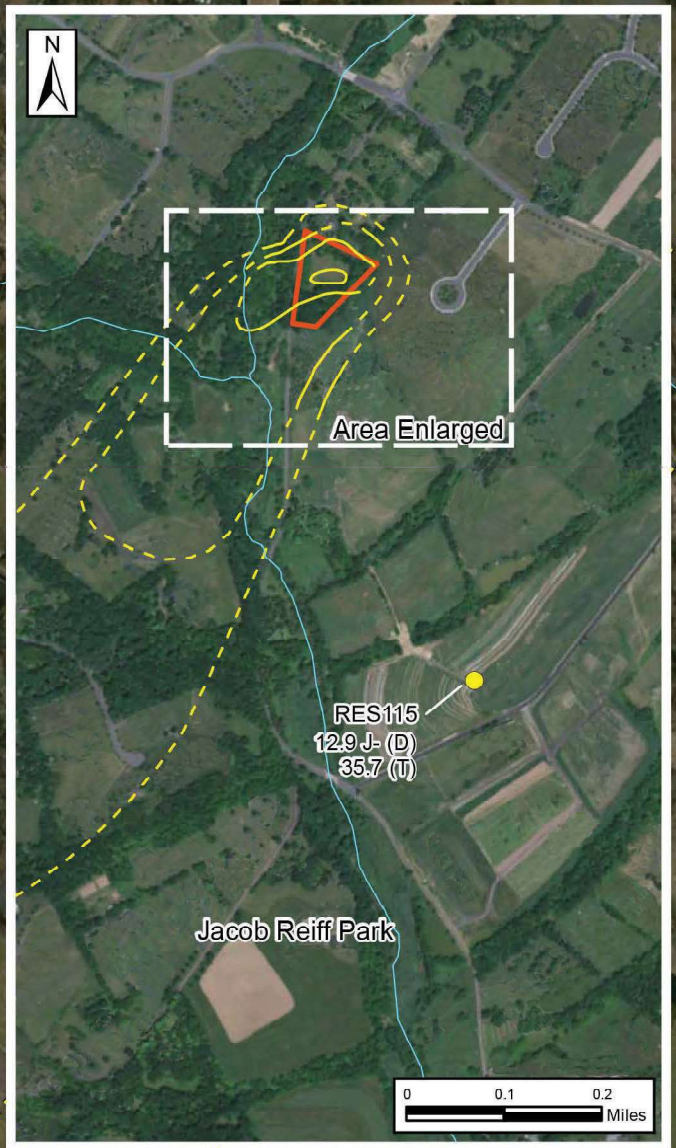 N
Area Enlarged
RES115
12.9 J- (D)
35.7 (T)
Jacob Reiff Park
0 0.1 0.2
Miles